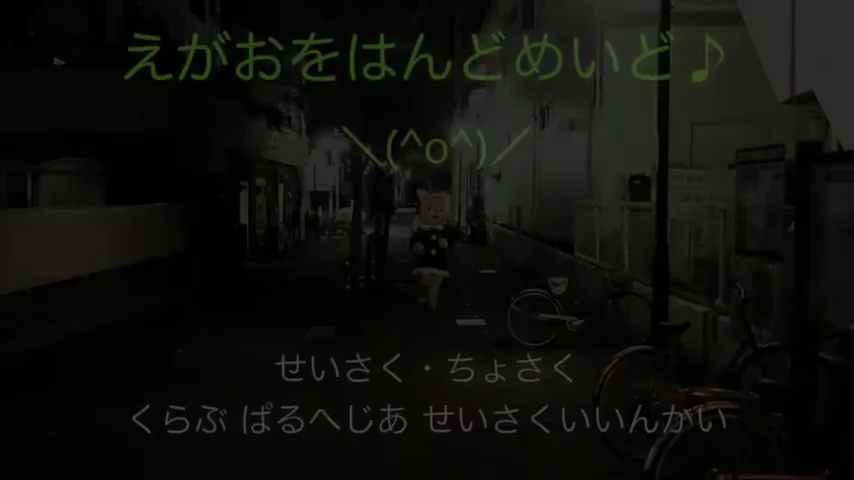 えがおをはんどめいど♪
＼(^o^)／
せいさく・ちょさく
くらぶ ぱるへじあ せいさくいいんかい